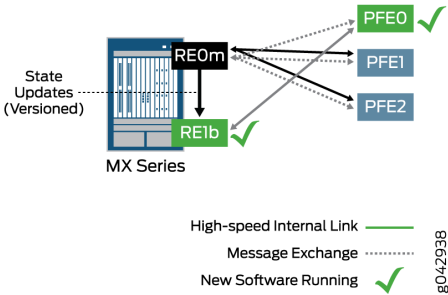 PFE0
RE0m
PFE1
State
Updates
(Versioned)
PFE2
RE1b
MX Series
High-speed Internal Link
Message Exchange
New Software Running
g042938